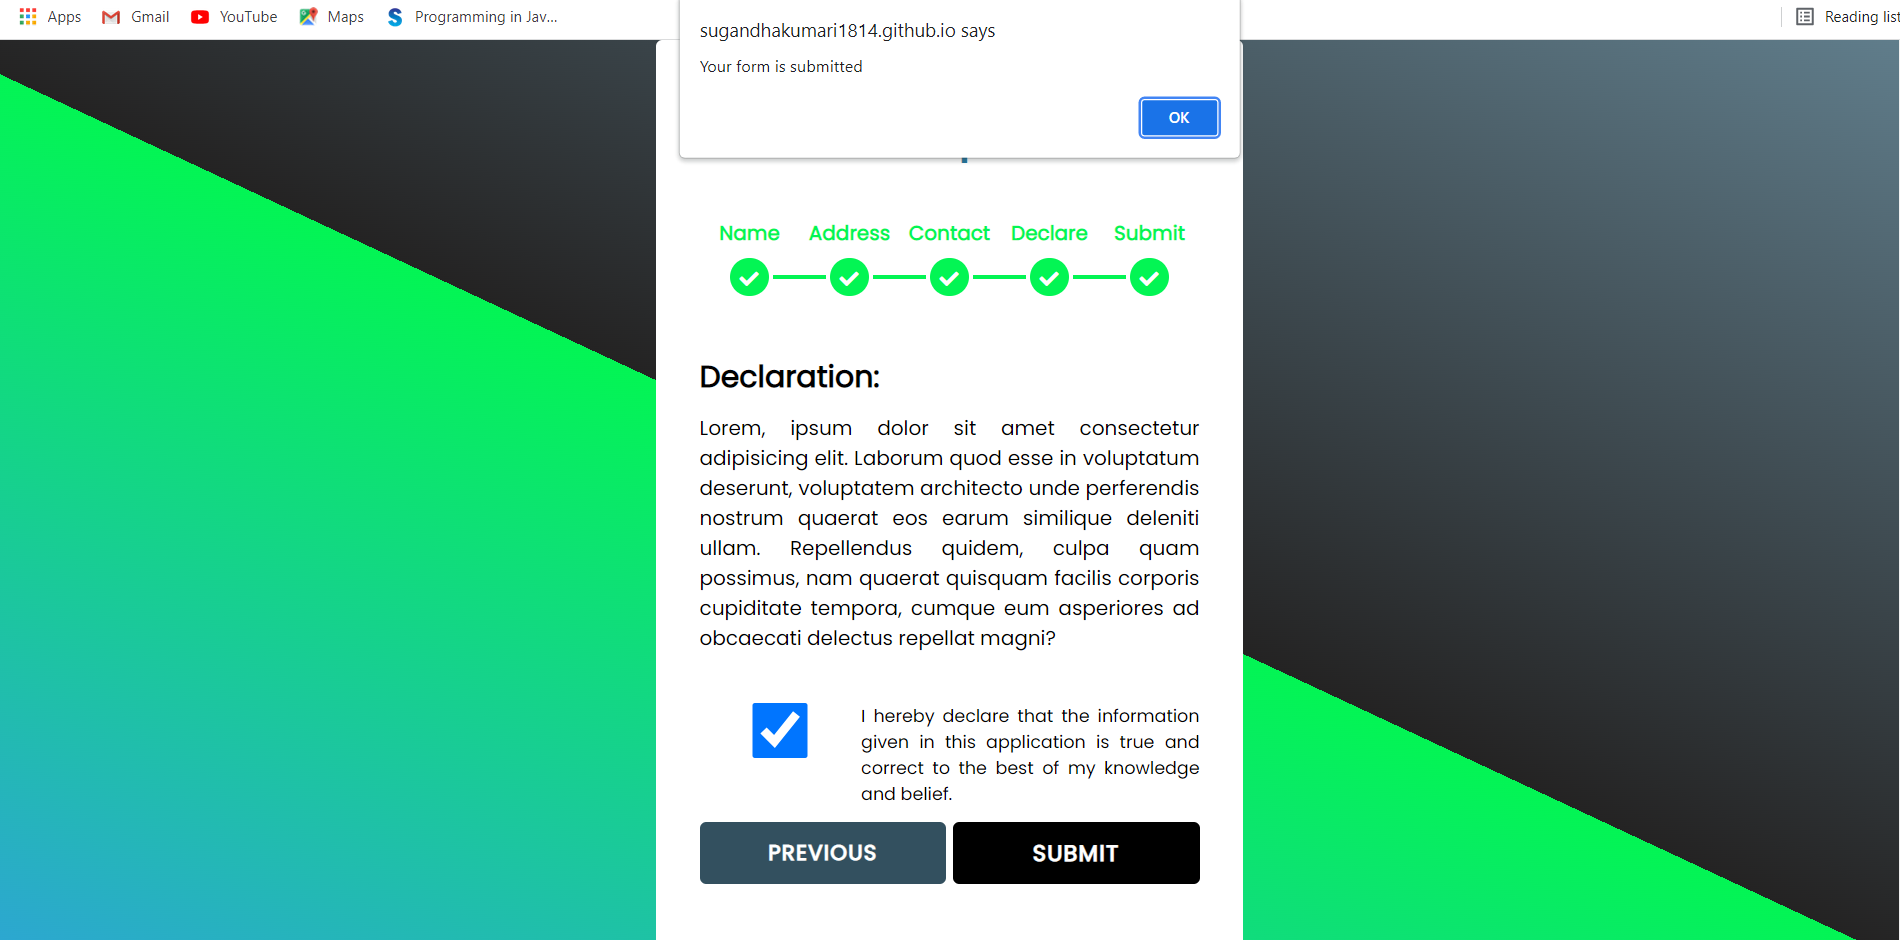 Apps Gmail YouTube Maps Programming in Jav... Reading list
sugandhakumari1814.github.io says
Your form is submitted
OK
Name Address Contact Declare Submit
Declaration:
Lorem, ipsum dolor sit amet consectetur
adipisicing elit. Laborum quod esse in voluptatum
deserunt, voluptatem architecto unde perferendis
nostrum quaerat eos earum similique deleniti
ullam. Repellendus quidem, culpa quam
possimus, nam quaerat quisquam facilis corporis
cupiditate tempora, cumque eum asperiores ad
obcaecati delectus repellat magni?
I hereby declare that the information
given in this application is true and
correct to the best of my knowledge
and belief.
PREVIOUS SUBMIT